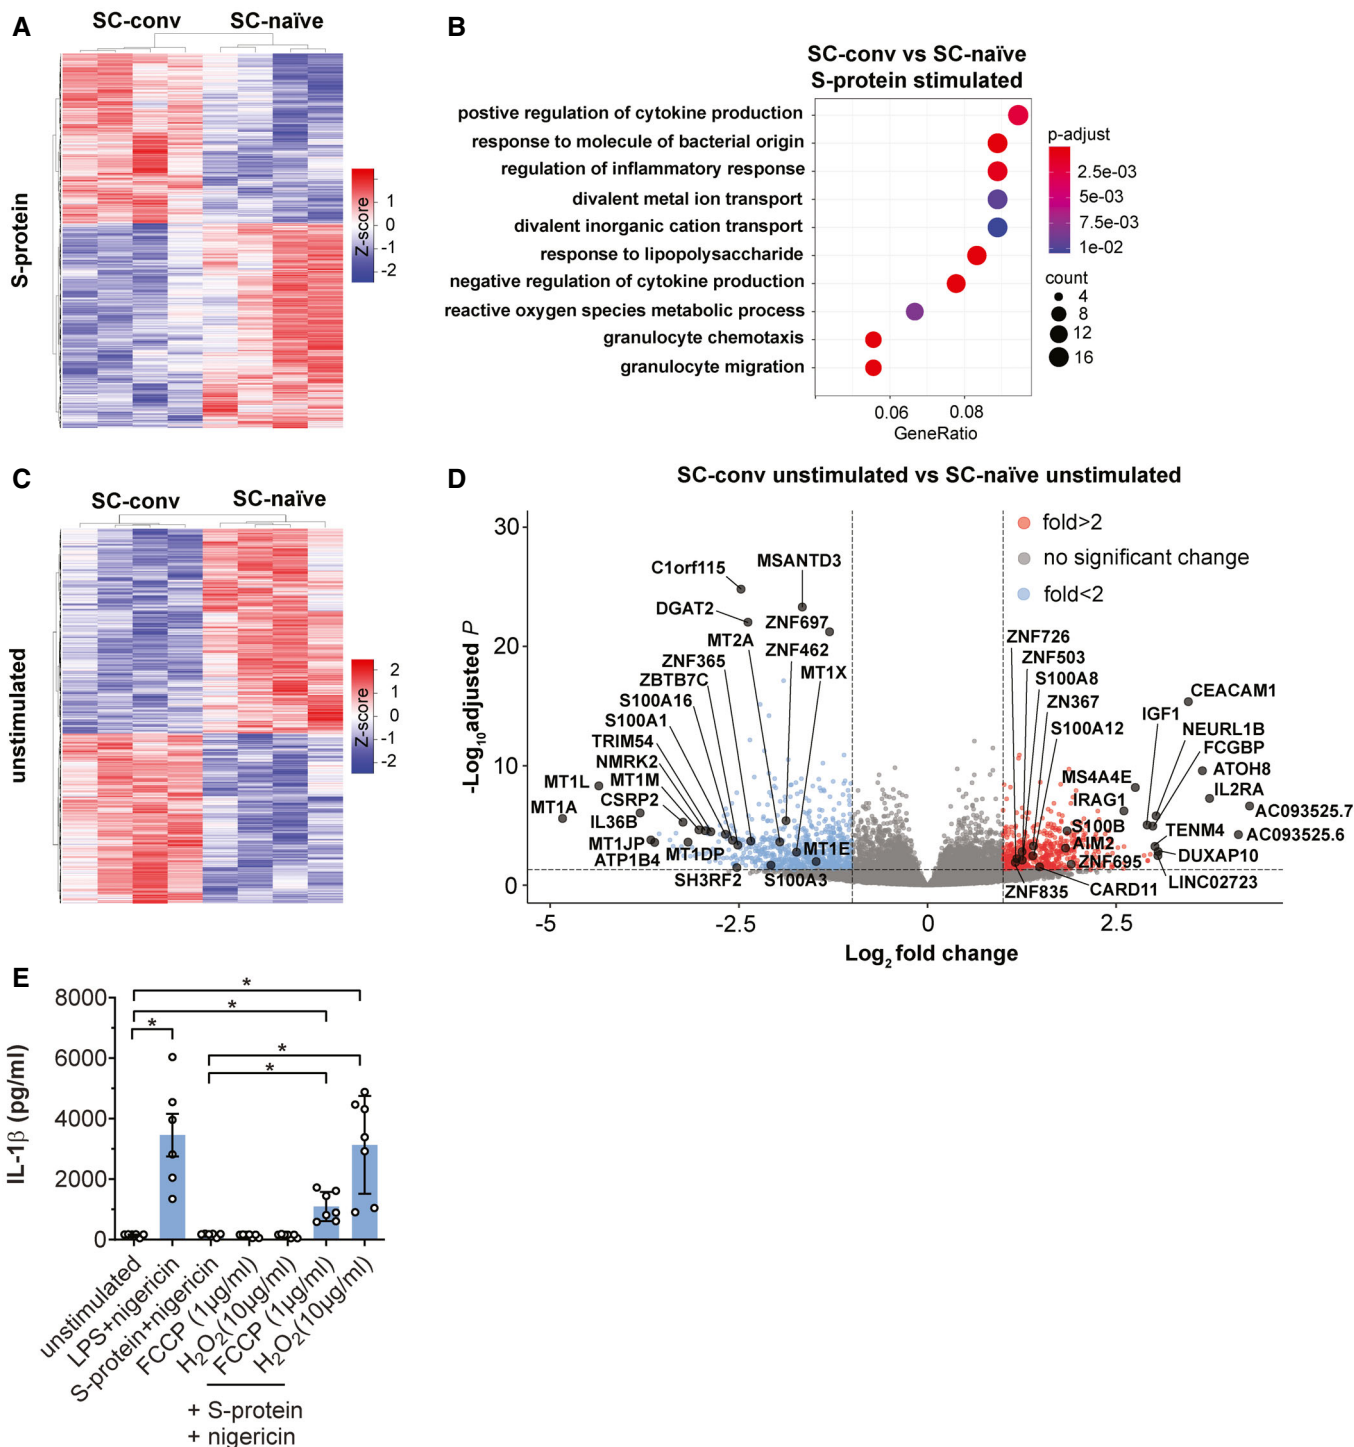 A
SC-conv
SC-naïve
S-protein
1
0
-1
-2
Z-score
B
SC-conv vs SC-naïve
S-protein stimulated
postive regulation of cytokine production
response to molecule of bacterial origin
regulation of inflammatory response
divalent metal ion transport
divalent inorganic cation transport
response to lipopolysaccharide
negative regulation of cytokine production
reactive oxygen species metabolic process
granulocyte chemotaxis
granulocyte migration
0.06
0.08
GeneRatio
p-adjust
2.5e-03
5e-03
7.5e-03
1e-02
count
4
8
12
16
C
SC-conv
SC-naïve
unstimulated
2
1
0
-1
-2
Z-score
D
SC-conv unstimulated vs SC-naïve unstimulated
-Log10adjusted P
30
20
10
0
-5
-2.5
0
2.5
Log2 fold change
fold>2
no significant change
fold<2
C1orf115
MSANTD3
DGAT2
ZNF697
MT2A
ZNF462
ZNF365
MT1X
ZBTB7C
S100A16
S100A1
TRIM54
NMRK2
MT1L
MT1M
MT1A
CSRP2
IL36B
MT1JP
ATP1B4
MT1DP
MT1E
SH3RF2
S100A3
ZNF726
ZNF503
S100A8
ZN367
S100A12
CEACAM1
IGF1
NEURL1B
FCGBP
MS4A4E
ATOH8
IRAG1
IL2RA
AC093525.7
S100B
AC093525.6
AIM2
TENM4
ZNF695
DUXAP10
ZNF835
CARD11
LINC02723
E
IL-1β (pg/ml)
8000
6000
4000
2000
0
*
*
*
*
*
unstimulated
LPS+nigericin
S-protein+nigericin
FCCP (1µg/ml)
H2O2(10µg/ml)
FCCP (1µg/ml)
H2O2(10µg/ml)
+ S-protein
+ nigericin